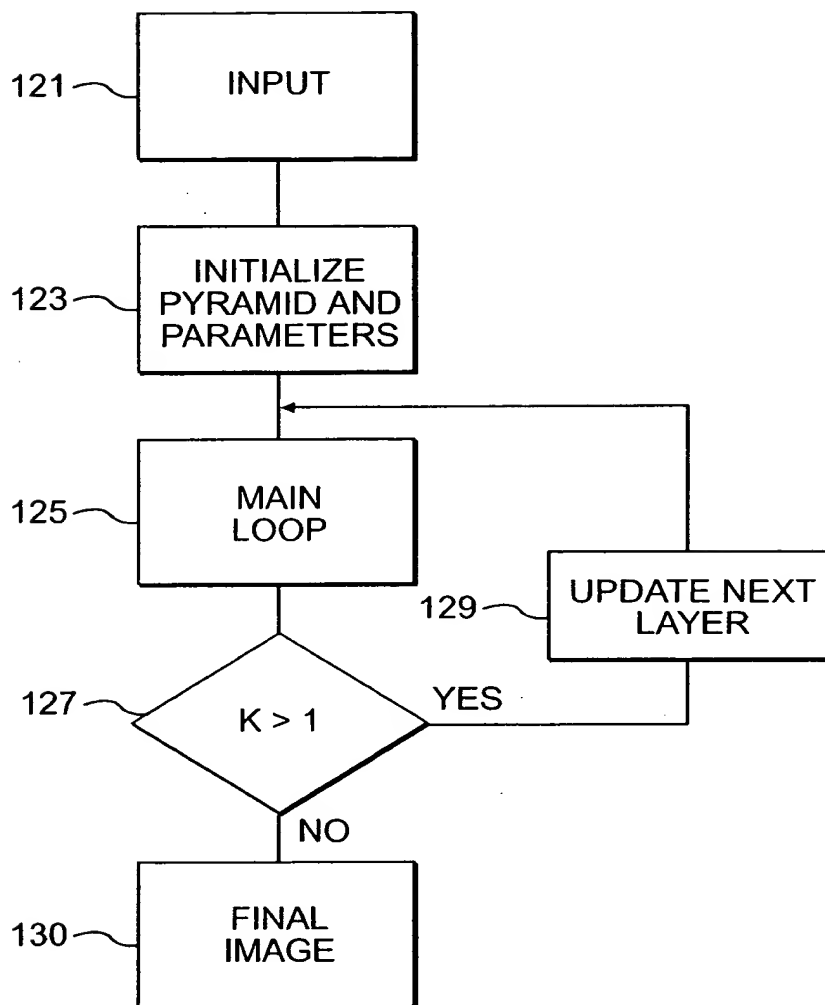 121
INPUT
123
INITIALIZE
PYRAMID AND
PARAMETERS
125
MAIN
LOOP
129
UPDATE NEXT
LAYER
127
K > 1
YES
NO
130
FINAL
IMAGE